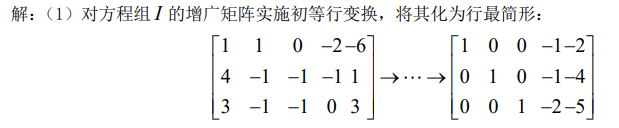 解：（1）对方程组 I 的增广矩阵实施初等行变换，将其化为行最简形：
[1 1 0 −2 −6] [1 0 0 −1 −2]
[4 −1 −1 −1 1] → ⋯ → [0 1 0 −1 −4]
[3 −1 −1 0 3] [0 0 1 −2 −5]